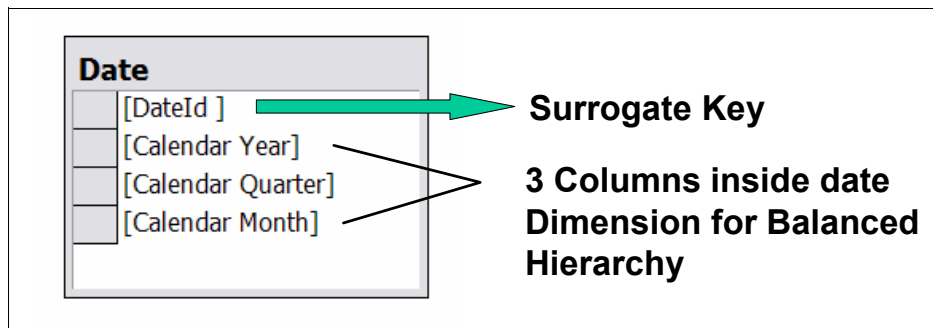 Date
[DateId ]
Surrogate Key
[Calendar Year]
[Calendar Quarter]
[Calendar Month]
3 Columns inside date
Dimension for Balanced
Hierarchy